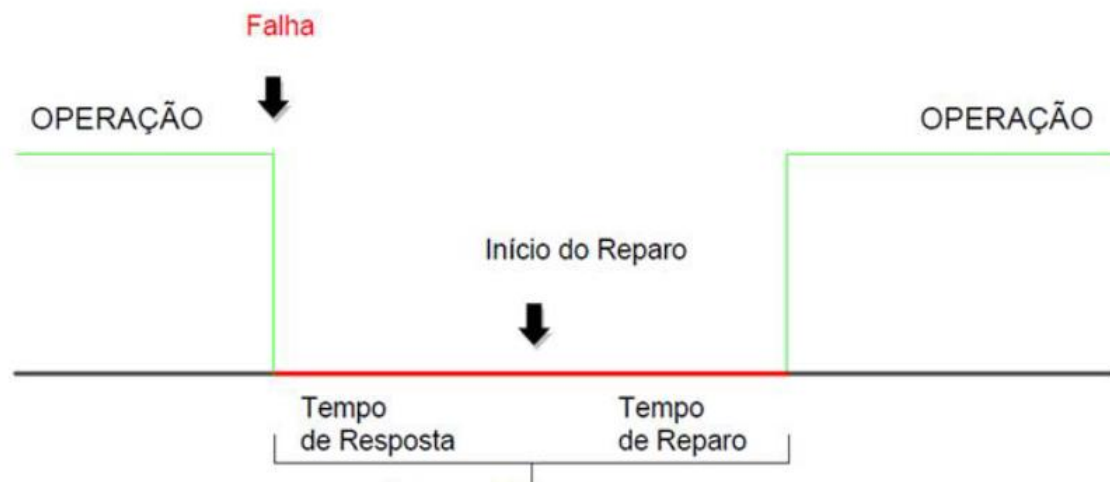 Falha
OPERAÇÃO
OPERAÇÃO
Início do Reparo
Tempo
de Resposta
Tempo
de Reparo